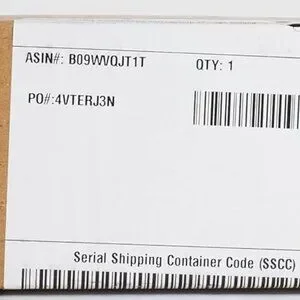 ASIN#: B09WVQJT1T QTY: 1
PO#:4VTERJ3N
Serial Shipping Container Code (SSCC)